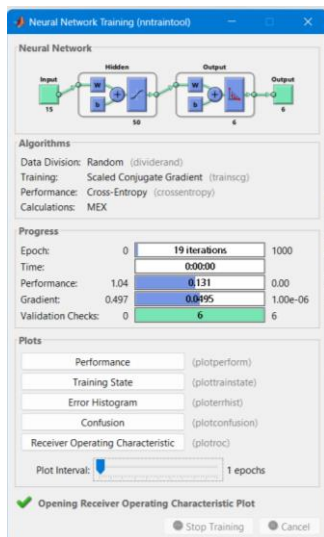 Neural Network Training (nntraintool)
Neural Network
Hidden Output
Input Output
W W
b b
15 6
50 6
Algorithms
Data Division: Random (dividerand)
Training: Scaled Conjugate Gradient (trainscg)
Performance: Cross-Entropy (crossentropy)
Calculations: MEX
Progress
Epoch: 0 19 iterations 1000
Time: 0:00:00
Performance: 1.04 0.131 0.00
Gradient: 0.497 0.0495 1.00e-06
Validation Checks: 0 6 6
Plots
Performance (plotperform)
Training State (plottrainstate)
Error Histogram (ploterrhist)
Confusion (plotconfusion)
Receiver Operating Characteristic (plotroc)
Plot Interval: 1 epochs
Opening Receiver Operating Characteristic Plot
Stop Training Cancel